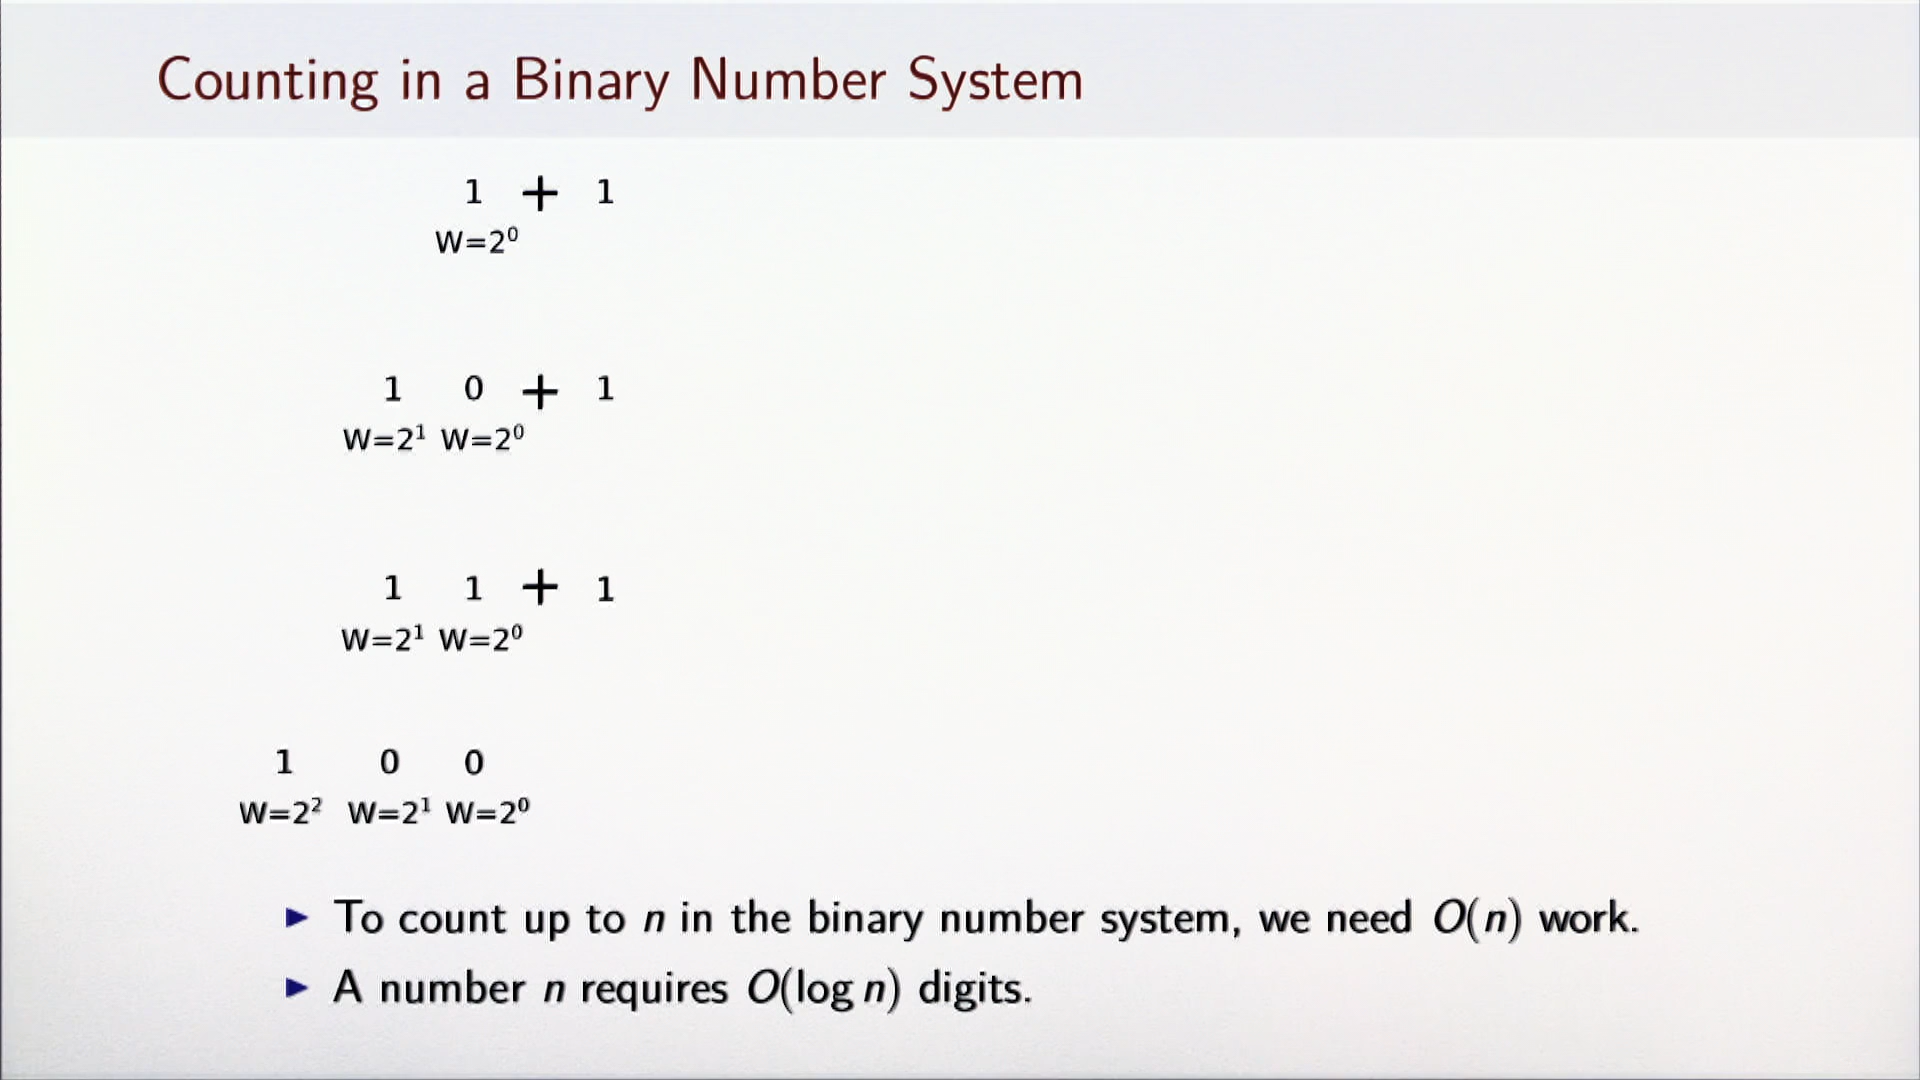 Counting in a Binary Number System
1 + 1
W=2⁰
1 0 + 1
W=2¹ W=2⁰
1 1 + 1
W=2¹ W=2⁰
1 0 0
W=2² W=2¹ W=2⁰
▶ To count up to n in the binary number system, we need O(n) work.
▶ A number n requires O(log n) digits.